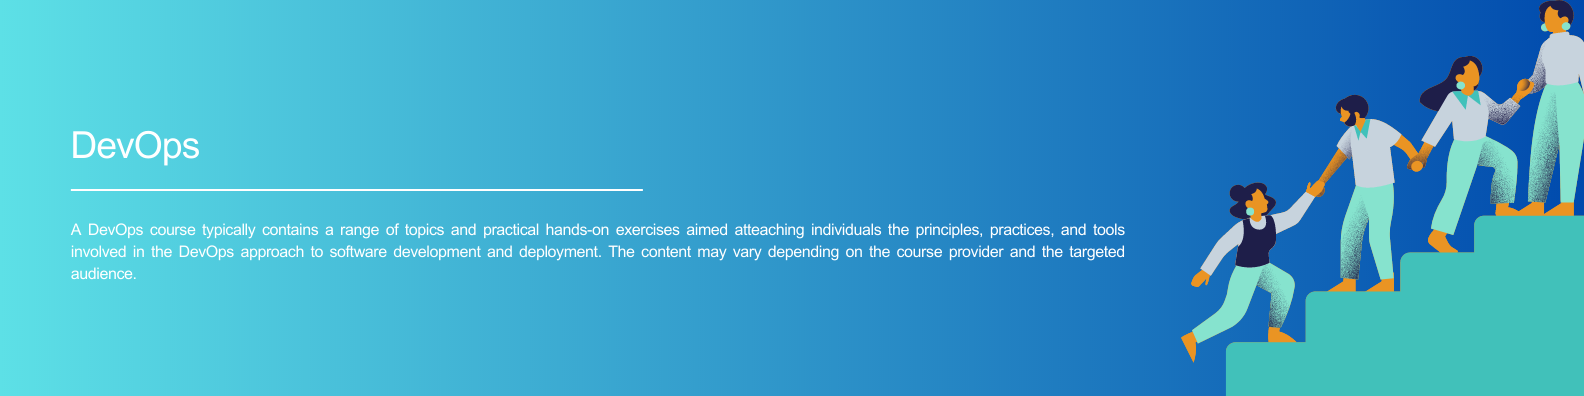 DevOps
A DevOps course typically contains a range of topics and practical hands-on exercises aimed atteaching individuals the principles, practices, and tools
involved in the DevOps approach to software development and deployment. The content may vary depending on the course provider and the targeted
audience.